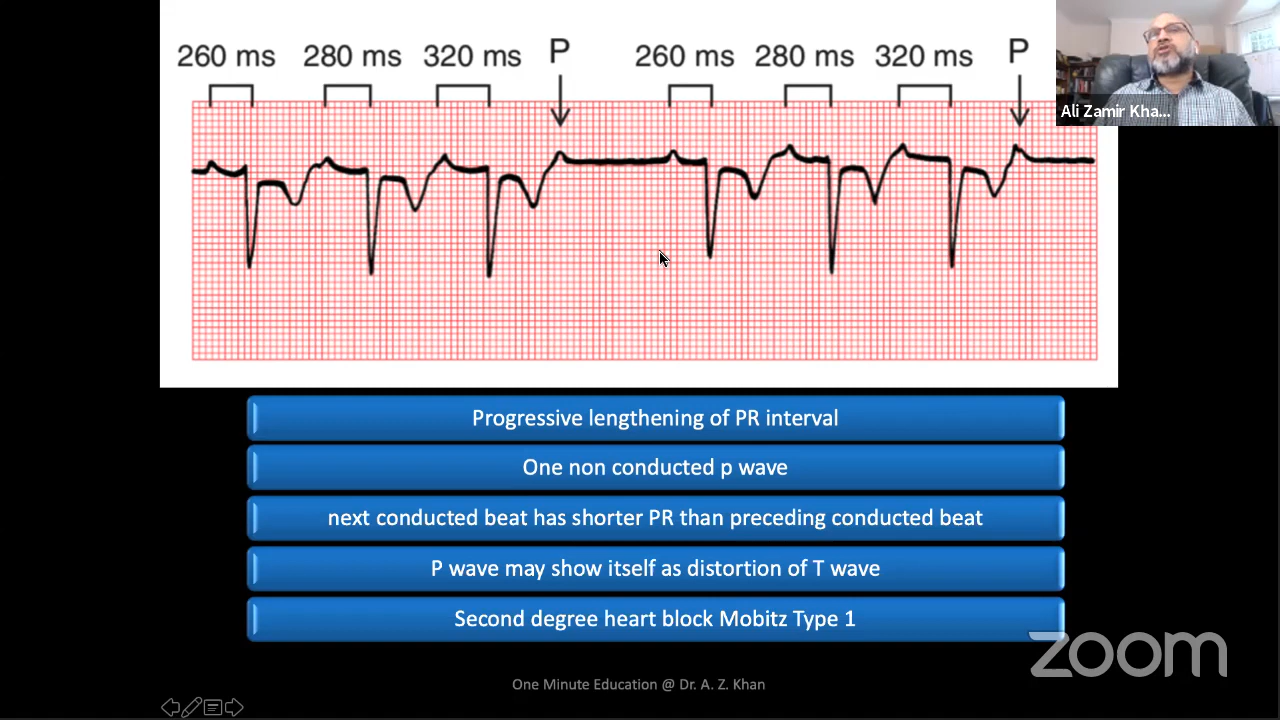 260 ms 280 ms 320 ms P 260 ms 280 ms 320 ms P
Ali Zamir Kha...
Progressive lengthening of PR interval
One non conducted p wave
next conducted beat has shorter PR than preceding conducted beat
P wave may show itself as distortion of T wave
Second degree heart block Mobitz Type 1
zoom
One Minute Education @ Dr. A. Z. Khan